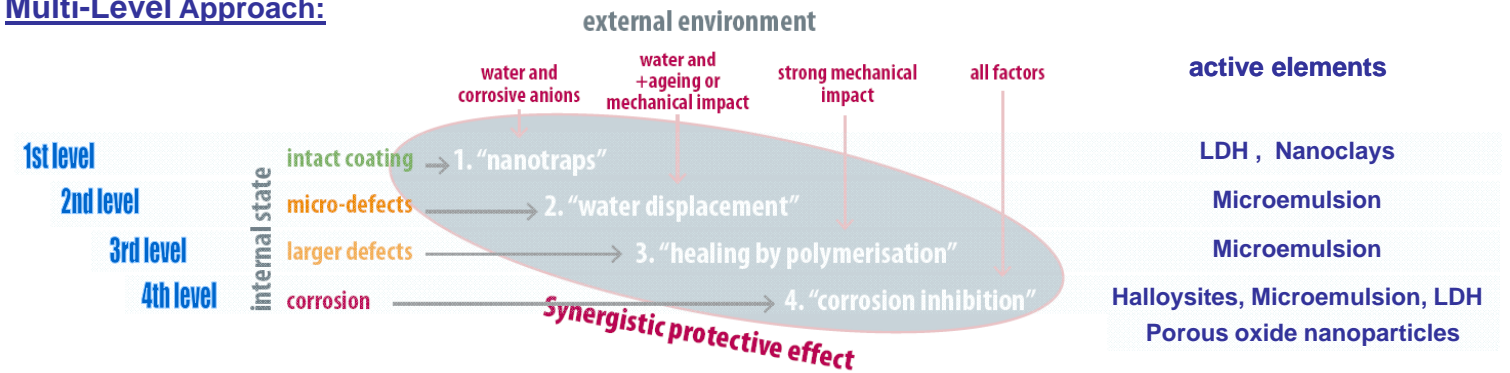 Multi-Level Approach:
external environment
water and
corrosive anions
water and
+ageing or
mechanical impact
strong mechanical
impact
all factors
active elements
1st level
intact coating
1. “nanotraps”
LDH , Nanoclays
2nd level
micro-defects
2. “water displacement”
Microemulsion
internal state
3rd level
larger defects
3. “healing by polymerisation”
Microemulsion
4th level
corrosion
4. “corrosion inhibition”
Halloysites, Microemulsion, LDH
Porous oxide nanoparticles
Synergistic protective effect